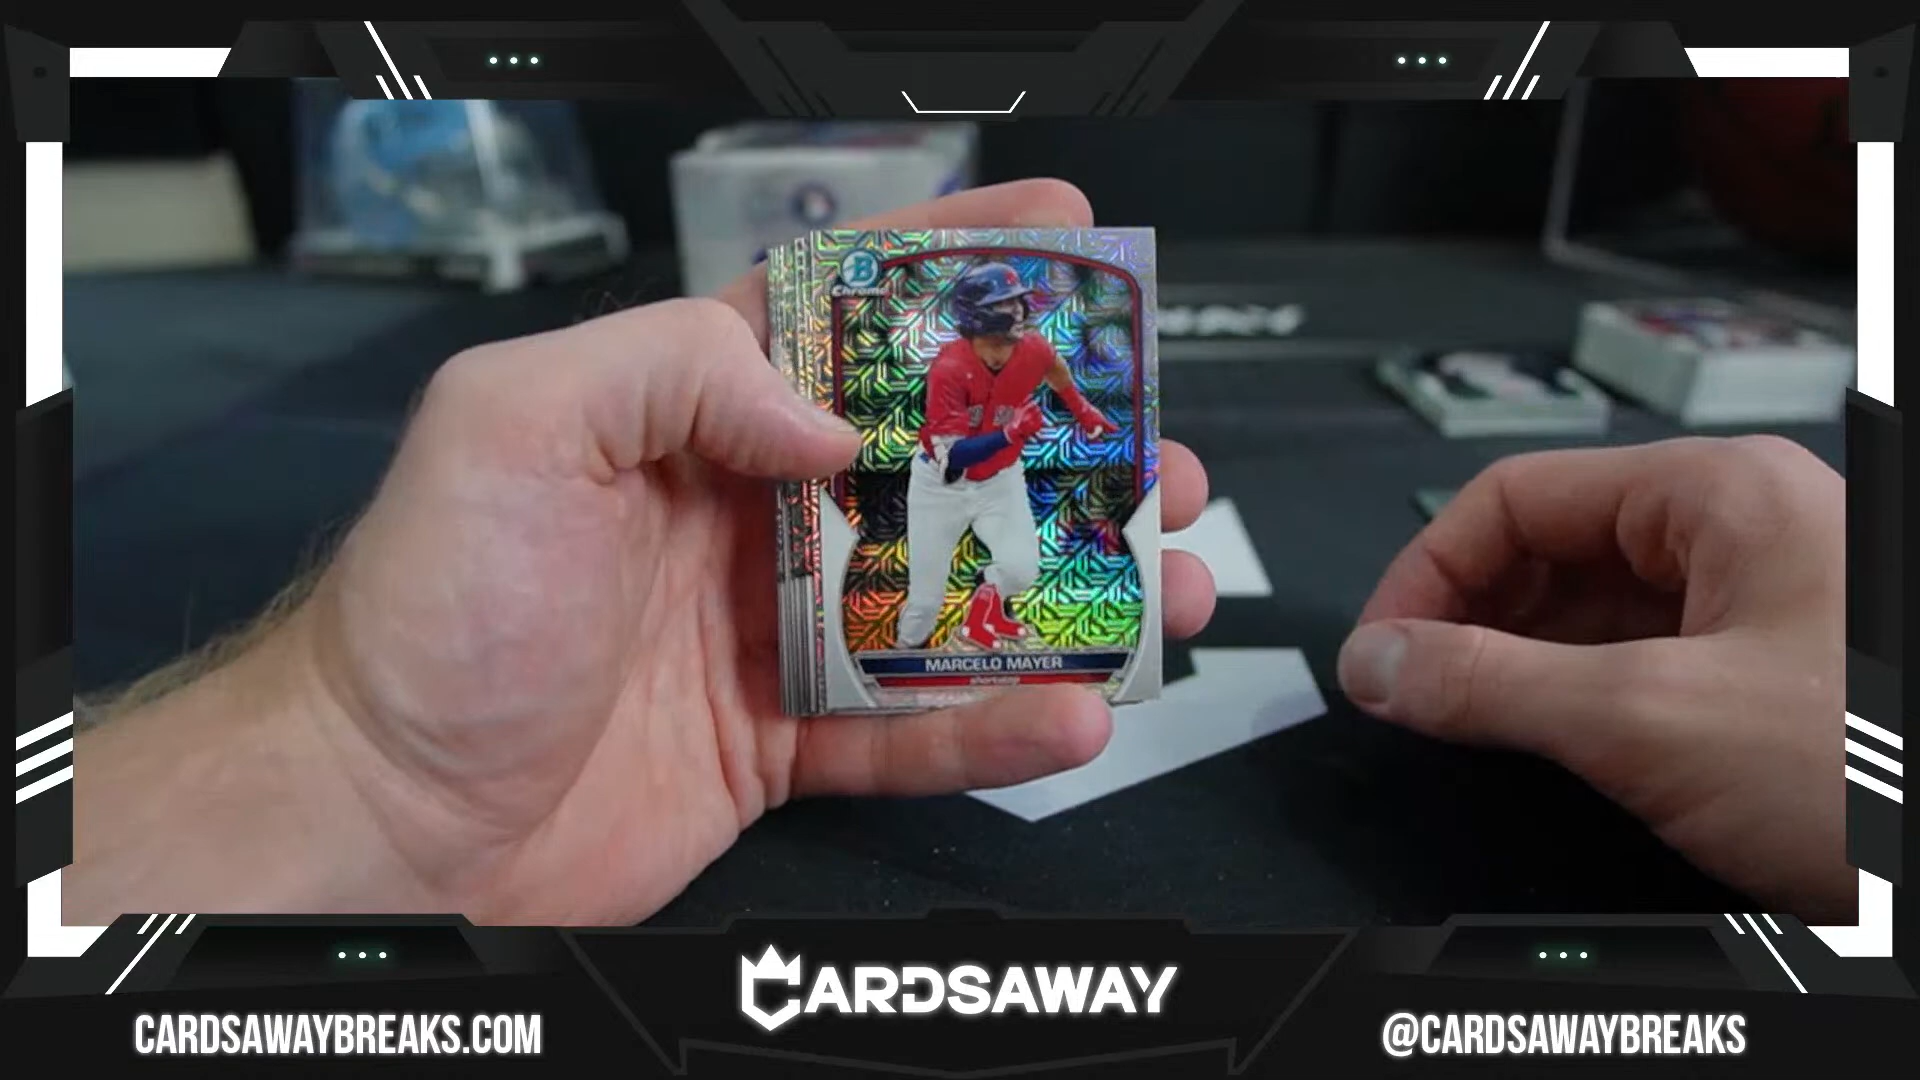 B
Chrome
MARCELO MAYER
shortstop
CARDSAWAY
CARDSAWAYBREAKS.COM
@CARDSAWAYBREAKS